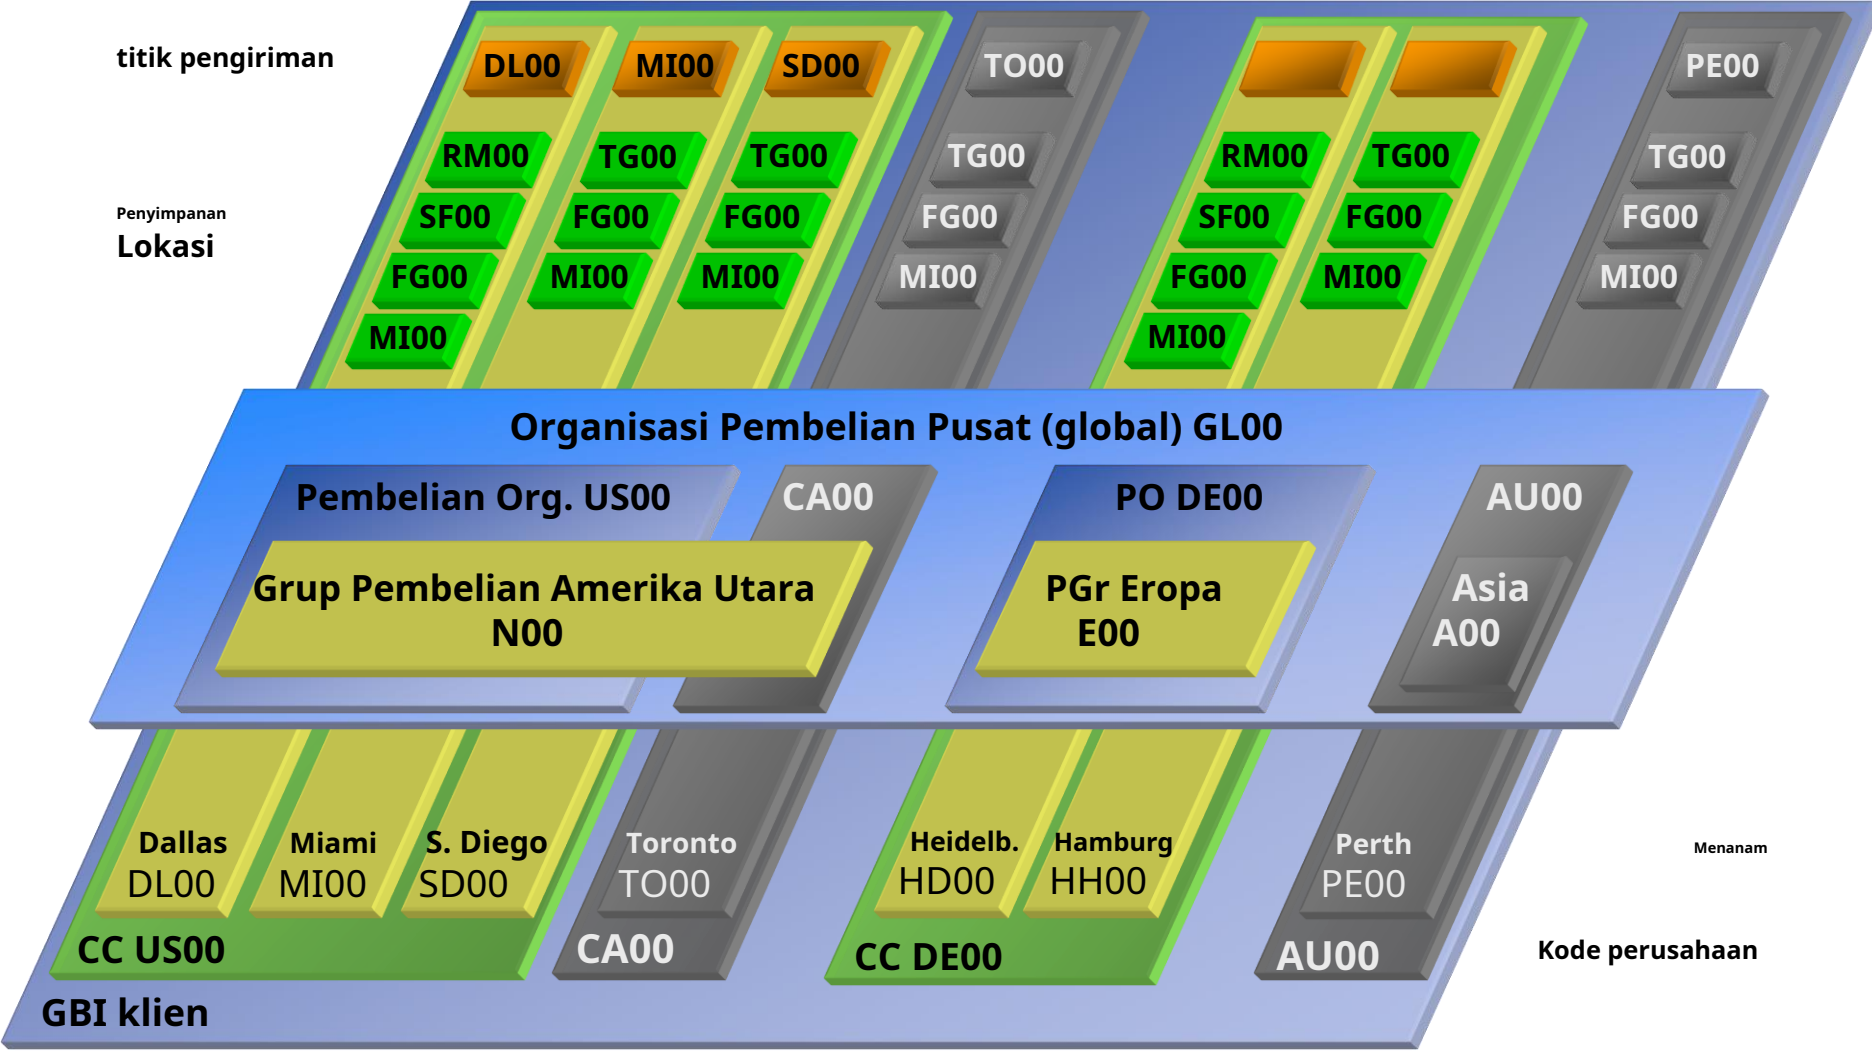 titik pengiriman
DL00 MI00 SD00 TO00 PE00
RM00 TG00 TG00 TG00 RM00 TG00 TG00
Penyimpanan
Lokasi
SF00 FG00 FG00 FG00 SF00 FG00 FG00
FG00 MI00 MI00 MI00 FG00 MI00 MI00
MI00 MI00
Organisasi Pembelian Pusat (global) GL00
Pembelian Org. US00 CA00 PO DE00 AU00
Grup Pembelian Amerika Utara
N00
PGr Eropa
E00
Asia
A00
Dallas
DL00
Miami
MI00
S. Diego
SD00
Toronto
TO00
Heidelb.
HD00
Hamburg
HH00
Perth
PE00
Menanam
CC US00 CA00 CC DE00 AU00
Kode perusahaan
GBI klien